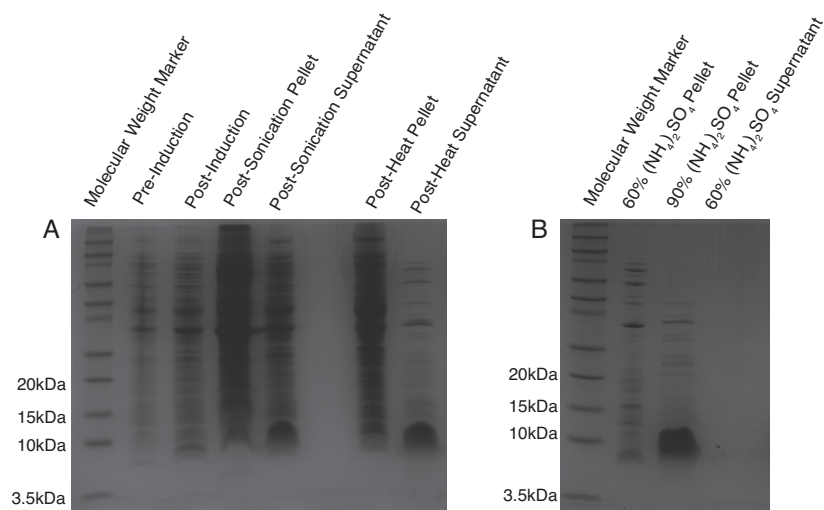 Molecular Weight Marker
Pre-Induction
Post-Induction
Post-Sonication Pellet
Post-Sonication Supernatant
Post-Heat Pellet
Post-Heat Supernatant
A
20kDa
15kDa
10kDa
3.5kDa
Molecular Weight Marker
60% (NH₄)₂SO₄ Pellet
90% (NH₄)₂SO₄ Pellet
60% (NH₄)₂SO₄ Supernatant
B
20kDa
15kDa
10kDa
3.5kDa